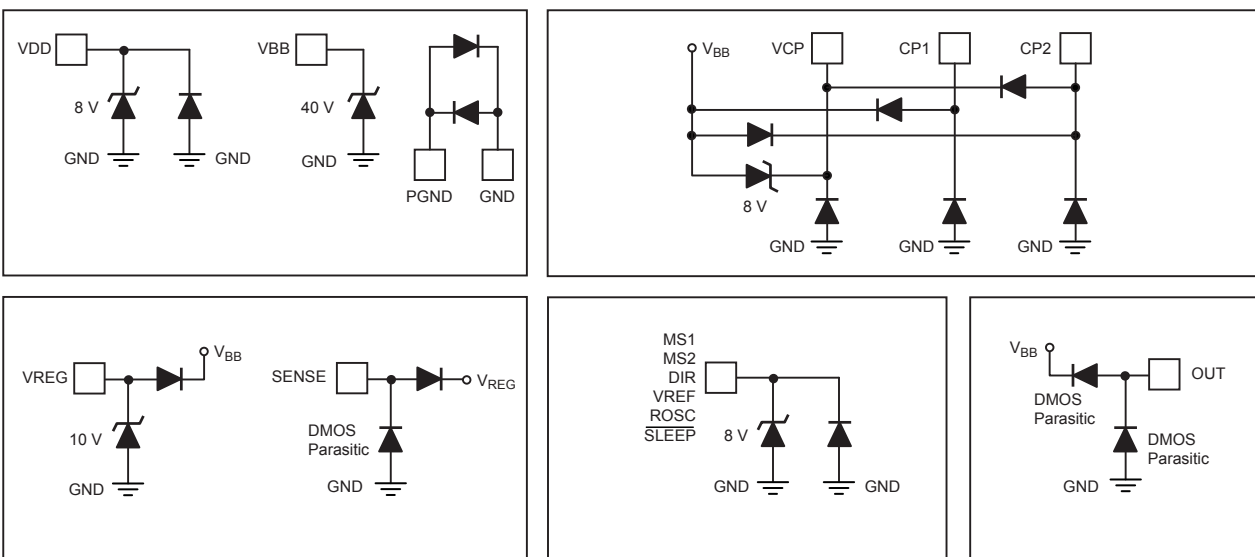 VDD
8 V
GND
GND
VBB
40 V
GND
PGND
GND
VBB
VCP
CP1
CP2
8 V
GND
GND
GND
VREG
VBB
10 V
GND
SENSE
VREG
DMOS
Parasitic
GND
MS1
MS2
DIR
VREF
ROSC
SLEEP
8 V
GND
GND
VBB
OUT
DMOS
Parasitic
DMOS
Parasitic
GND